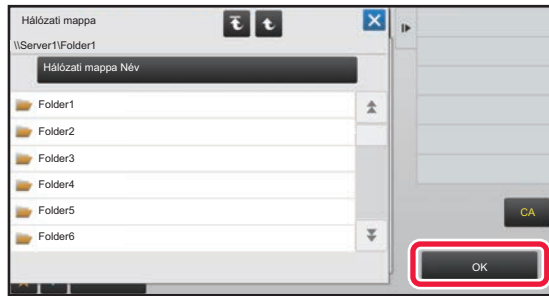 Hálózati mappa
\\Server1\Folder1
Hálózati mappa Név
Folder1
Folder2
Folder3
Folder4
Folder5
Folder6
CA
OK